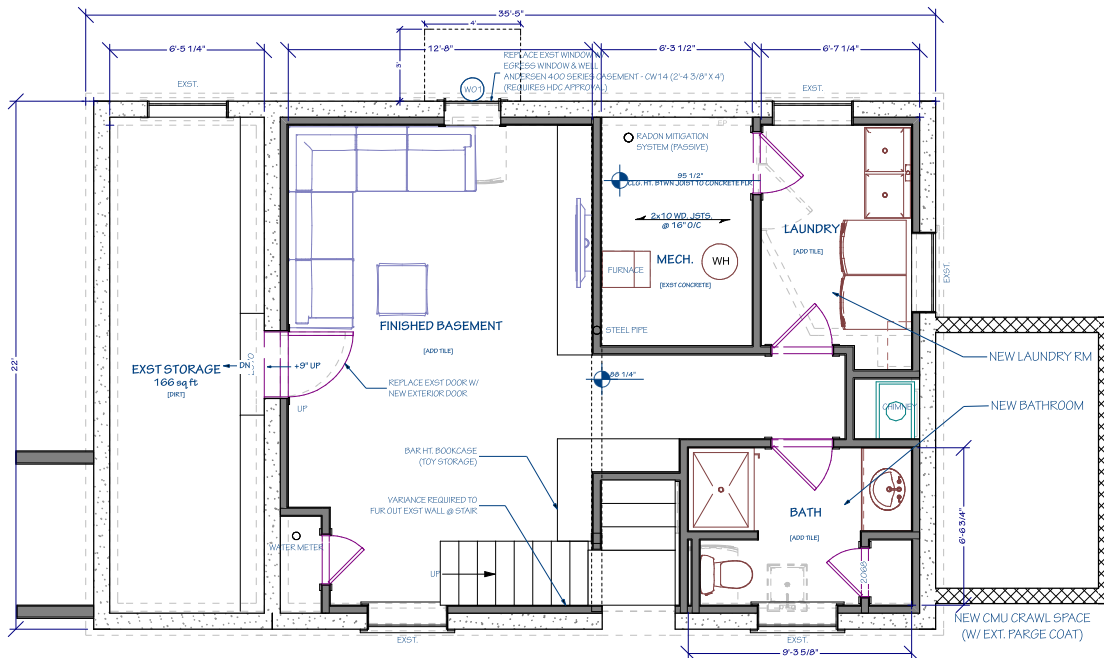 35'-5"
4'
6'-5 1/4"
12'-8"
6'-3 1/2"
6'-7 1/4"
3'
REPLACE EXST WINDOW W/
EGRESS WINDOW & WELL
ANDERSEN 400 SERIES CASEMENT - CW14 (2'-4 3/8" X 4')
(REQUIRES HDC APPROVAL)
EXST.
W01
EXST.
EP
RADON MITIGATION
SYSTEM (PASSIVE)
95 1/2"
CLG. HT. BTWN JOIST TO CONCRETE FLR
2x10 WD. JSTS.
@ 16" O/C
LAUNDRY
[ADD TILE]
MECH.
WH
FURNACE
[EXST CONCRETE]
EXST.
FINISHED BASEMENT
[ADD TILE]
STEEL PIPE
22'
EXST STORAGE
166 sq ft
[DIRT]
DN
+9" UP
UP
REPLACE EXST DOOR W/
NEW EXTERIOR DOOR
88 1/4"
NEW LAUNDRY RM
CHIMNEY
NEW BATHROOM
BAR HT. BOOKCASE
(TOY STORAGE)
VARIANCE REQUIRED TO
FUR OUT EXST WALL @ STAIR
BATH
[ADD TILE]
6'-6 3/4"
WATER METER
UP
2068
EXST.
EXST.
NEW CMU CRAWL SPACE
(W/ EXT. PARGE COAT)
9'-3 5/8"